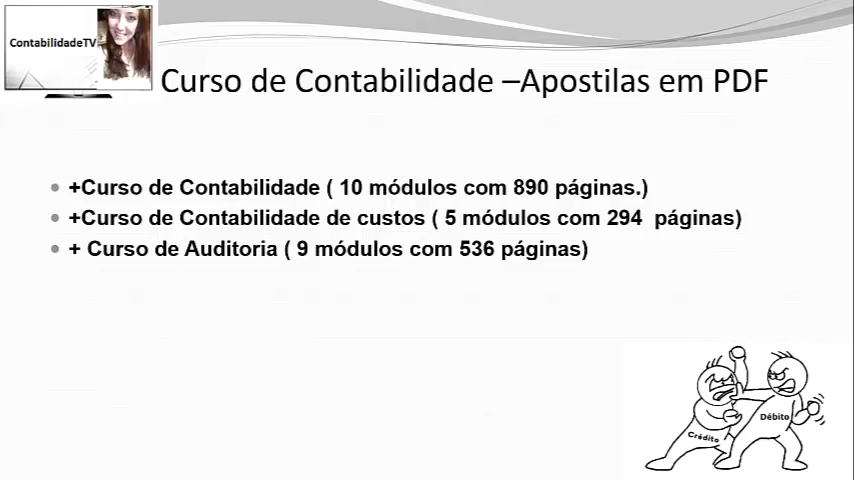 ContabilidadeTV
Curso de Contabilidade –Apostilas em PDF
+Curso de Contabilidade ( 10 módulos com 890 páginas.)
+Curso de Contabilidade de custos ( 5 módulos com 294 páginas)
+ Curso de Auditoria ( 9 módulos com 536 páginas)
Débito
Crédito